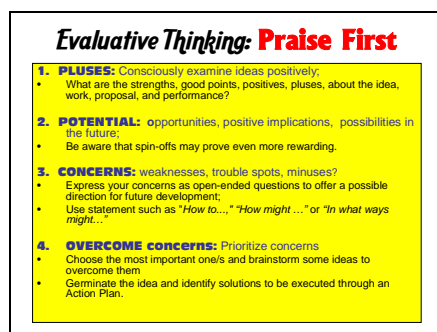 Evaluative Thinking: Praise First
1. PLUSES: Consciously examine ideas positively;
• What are the strengths, good points, positives, pluses, about the idea,
work, proposal, and performance?
2. POTENTIAL: opportunities, positive implications, possibilities in
the future;
• Be aware that spin-offs may prove even more rewarding.
3. CONCERNS: weaknesses, trouble spots, minuses?
• Express your concerns as open-ended questions to offer a possible
direction for future development;
• Use statement such as "How to...," "How might …" or "In what ways
might…"
4. OVERCOME concerns: Prioritize concerns
• Choose the most important one/s and brainstorm some ideas to
overcome them
• Germinate the idea and identify solutions to be executed through an
Action Plan.